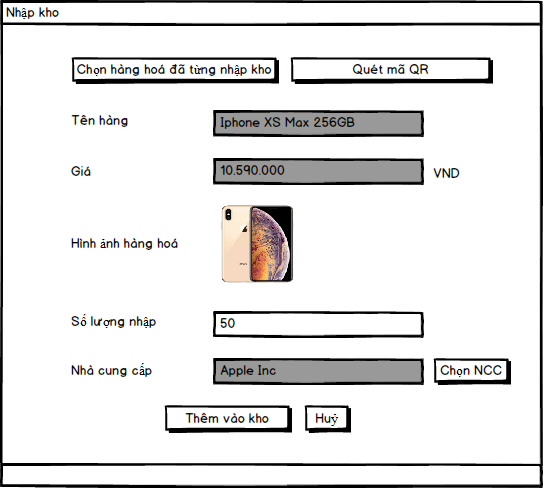 Nhập kho
Chọn hàng hoá đã từng nhập kho
Quét mã QR
Tên hàng
Iphone XS Max 256GB
Giá
10.590.000
VND
Hình ảnh hàng hoá
Số lượng nhập
50
Nhà cung cấp
Apple Inc
Chọn NCC
Thêm vào kho
Huỷ